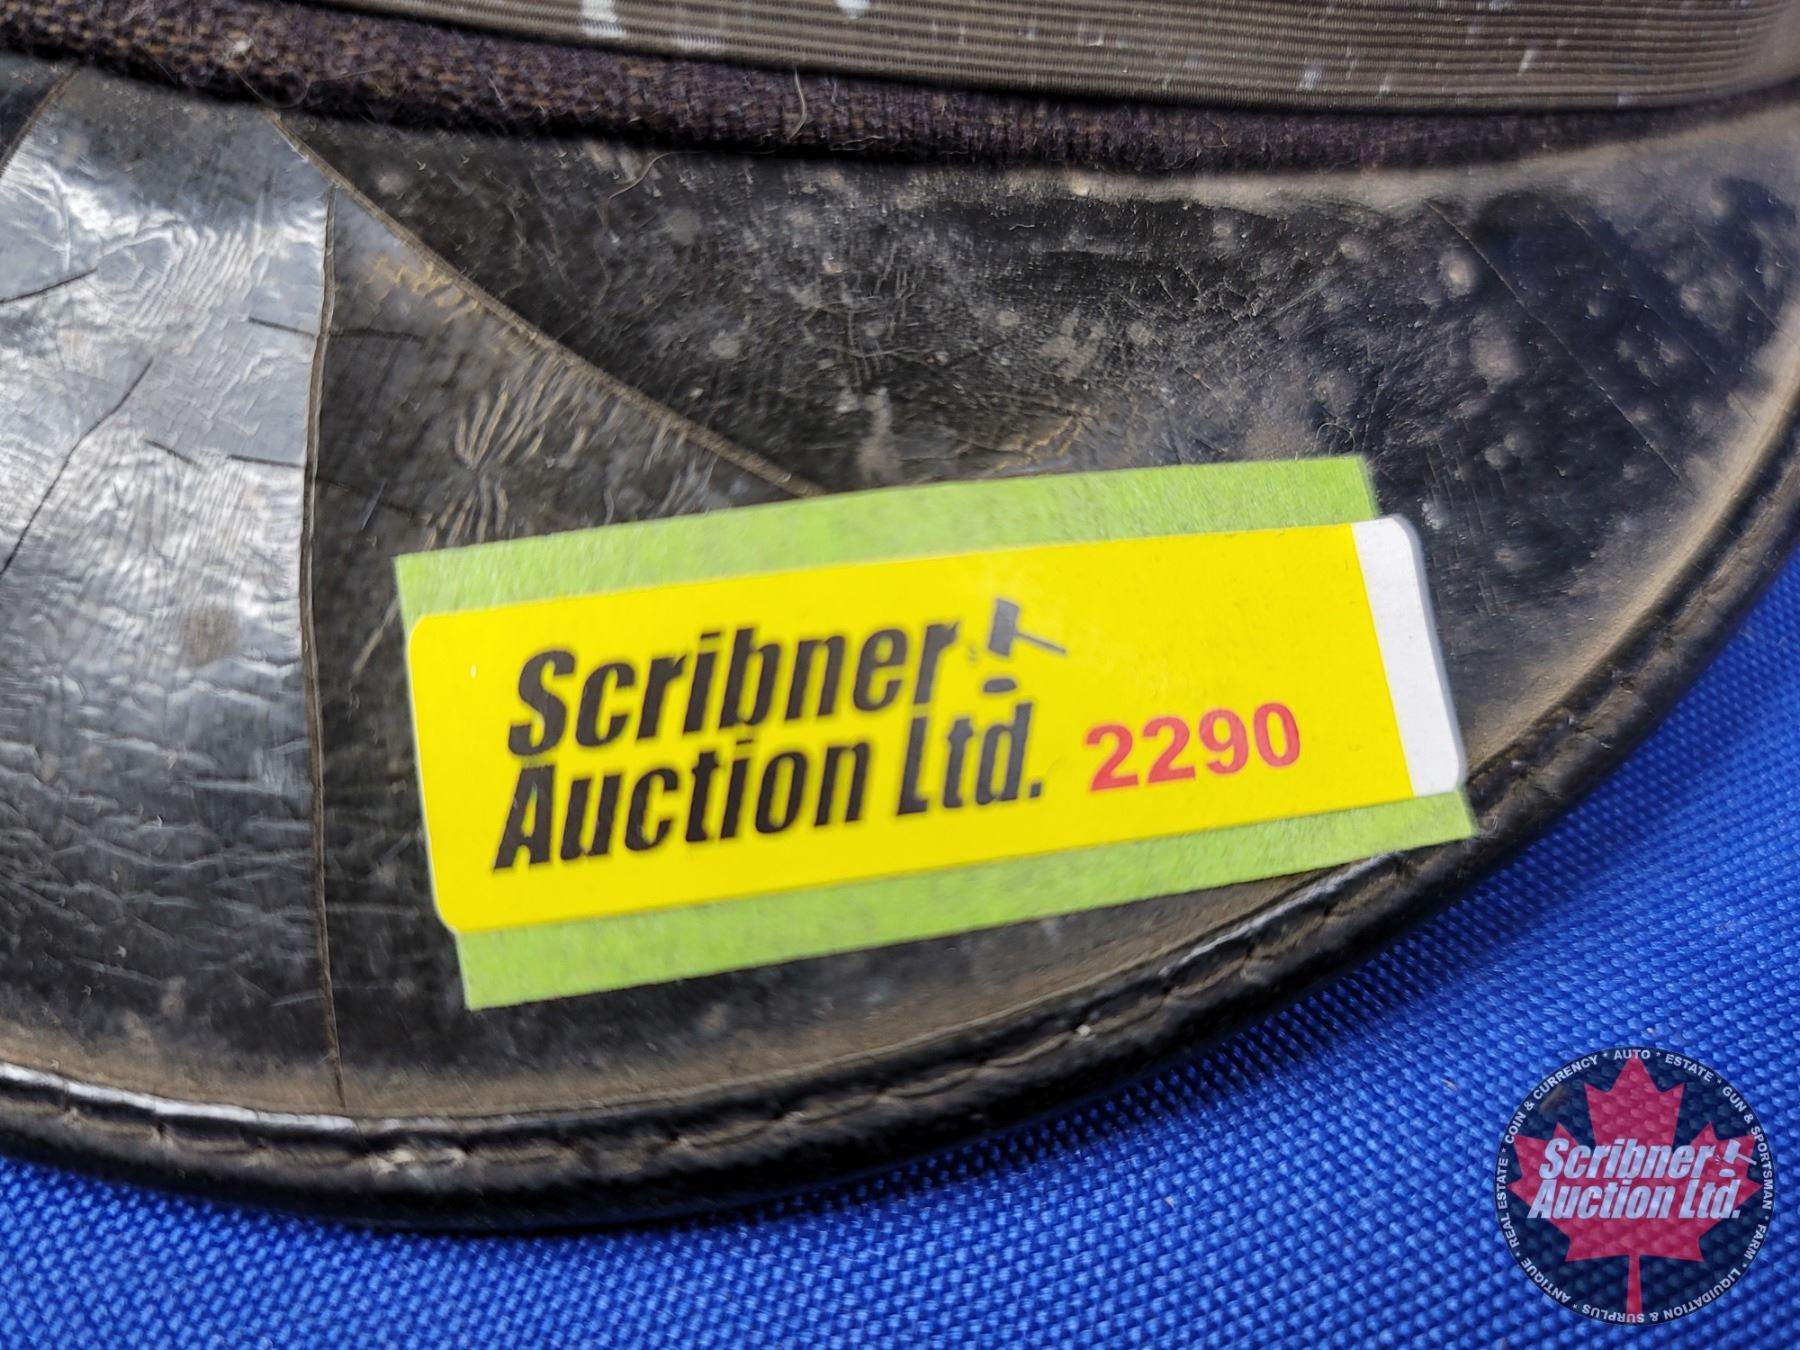 Scribner
Auction Ltd. 2290
COIN & CURRENCY * AUTO * ESTATE * GUN & SPORTSMAN * FARM * LIQUIDATION & SURPLUS * ANTIQUE * REAL ESTATE *
Scribner
Auction Ltd.